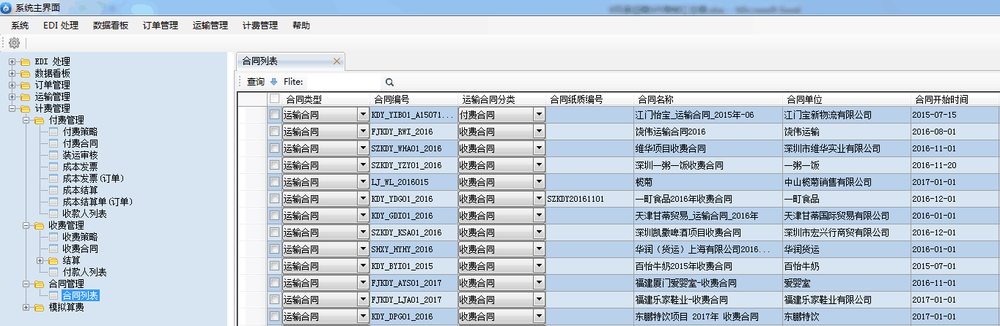 系统主界面
系统 EDI 处理 数据看板 订单管理 运输管理 计费管理 帮助
EDI 处理
数据看板
订单管理
运输管理
计费管理
付费管理
付费策略
付费合同
装运审核
成本发票
成本发票(订单)
成本结算
成本结算单(订单)
收款人列表
收费管理
收费策略
收费合同
结算
付款人列表
合同管理
合同列表
模拟算费
合同列表
查询 Flite:
合同类型 合同编号 运输合同分类 合同纸质编号 合同名称 合同单位 合同开始时间
运输合同 KDY_YIB01_A15071... 付费合同 江门怡宝_运输合同_2015年-06 江门宝新物流有限公司 2015-07-15
运输合同 FJKDY_RWI_2016 收费合同 饶伟运输合同2016 饶伟运输 2016-08-01
运输合同 SZKDY_WHA01_2016 收费合同 维华项目收费合同 深圳市维华实业有限公司 2016-11-01
运输合同 SZKDY_YZY01_2016 收费合同 深圳一粥一饭收费合同 一粥一饭 2016-11-20
运输合同 LJ_WL_2016015 收费合同 榄菊 中山榄菊销售有限公司 2017-01-01
运输合同 KDY_YDG01_2016 收费合同 SZKDY20161101 一町食品2016年收费合同 一町食品 2016-12-01
运输合同 KDY_GDI01_2016 收费合同 天津甘蒂贸易_运输合同_2016年 天津甘蒂国际贸易有限公司 2016-01-01
运输合同 SZKDY_KSA01_2016 收费合同 深圳凯撒啤酒项目收费合同 深圳市宏兴行商贸有限公司 2016-12-01
运输合同 SHXY_HYHY_2016 收费合同 华润（货运）上海有限公司2016... 华润货运 2016-01-01
运输合同 KDY_BYI01_2015 收费合同 百怡牛奶2015年收费合同 百怡牛奶 2015-07-01
运输合同 FJKDY_AYS01_2017 收费合同 福建厦门爱婴室-收费合同 爱婴室 2016-11-01
运输合同 FJKDY_LJA01_2017 收费合同 福建乐家鞋业-收费合同 福建乐家鞋业有限公司 2017-01-01
运输合同 KDY_DPG01_2016 收费合同 东鹏特饮项目 2017年 收费合同 东鹏特饮 2017-01-01